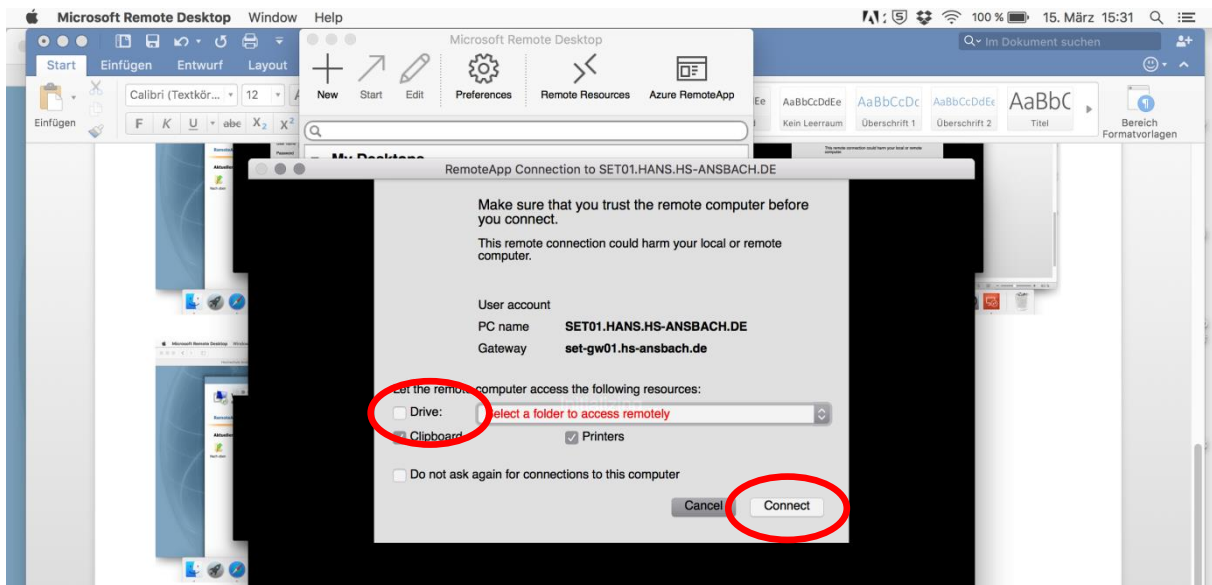 Microsoft Remote Desktop Window Help
100 % 15. März 15:31
Microsoft Remote Desktop
Im Dokument suchen
Start Einfügen Entwurf Layout
New Start Edit Preferences Remote Resources Azure RemoteApp
Einfügen
Calibri (Textkör... 12
F K U abc X₂ X²
Ee AaBbCcDdEe AaBbCcDc AaBbCcDdEe AaBbC
Kein Leerraum Überschrift 1 Überschrift 2 Titel
Bereich
Formatvorlagen
My Desktops
RemoteApp Connection to SET01.HANS.HS-ANSBACH.DE
Make sure that you trust the remote computer before
you connect.
This remote connection could harm your local or remote
computer.
User account
PC name SET01.HANS.HS-ANSBACH.DE
Gateway set-gw01.hs-ansbach.de
Let the remote computer access the following resources:
Drive: Select a folder to access remotely
Clipboard Printers
Do not ask again for connections to this computer
Cancel Connect